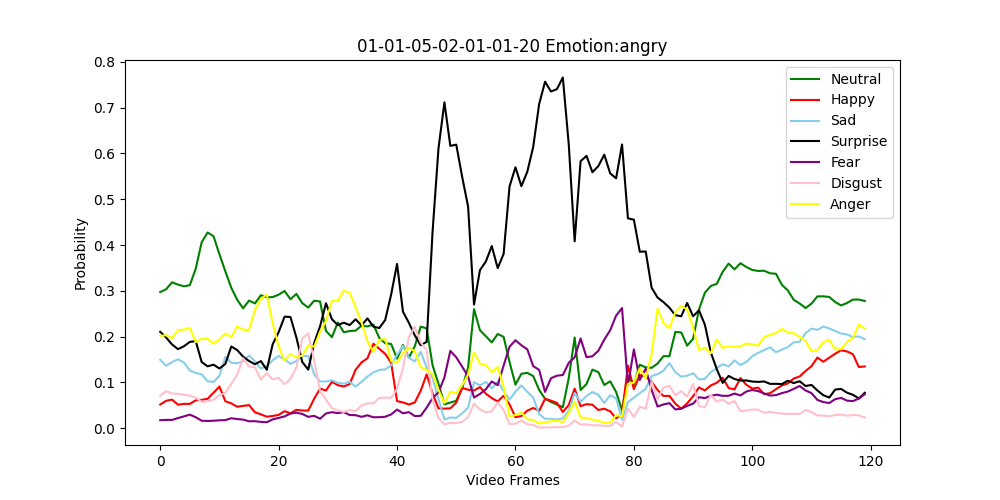 01-01-05-02-01-01-20 Emotion:angry
Probability
0.8
0.7
0.6
0.5
0.4
0.3
0.2
0.1
0.0
Neutral
Happy
Sad
Surprise
Fear
Disgust
Anger
0 20 40 60 80 100 120
Video Frames